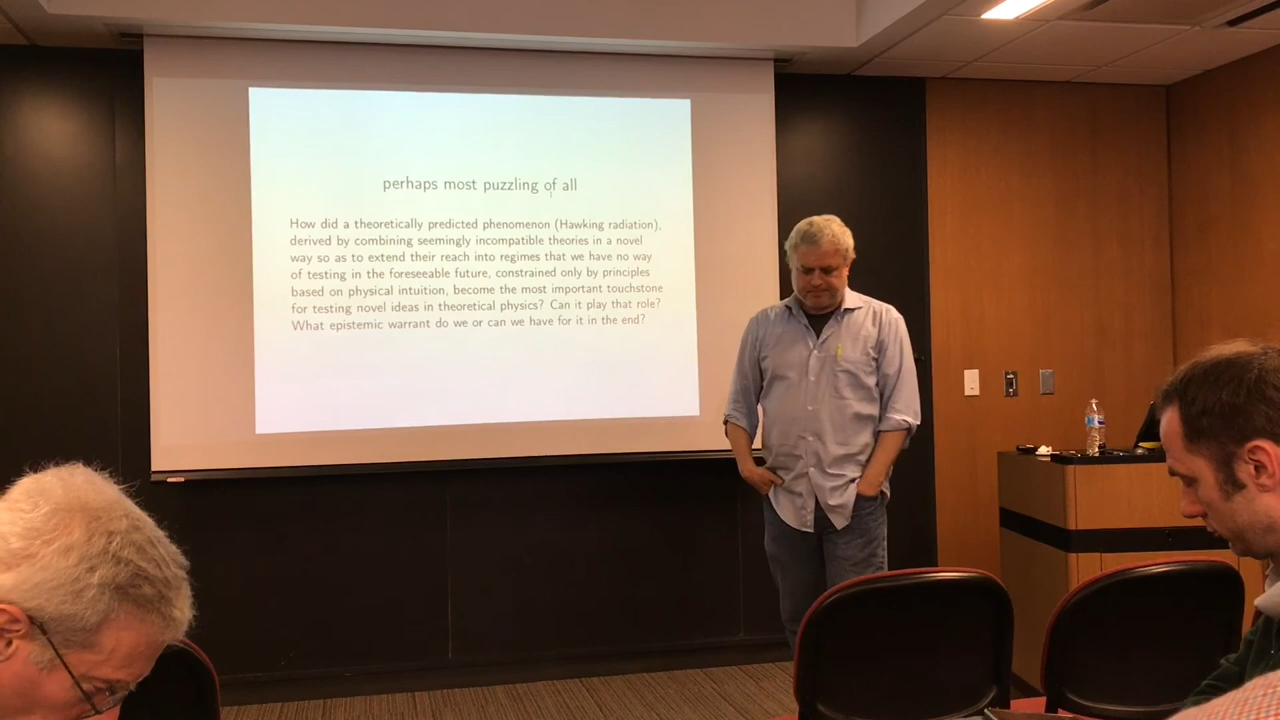 perhaps most puzzling of all
How did a theoretically predicted phenomenon (Hawking radiation),
derived by combining seemingly incompatible theories in a novel
way so as to extend their reach into regimes that we have no way
of testing in the foreseeable future, constrained only by principles
based on physical intuition, become the most important touchstone
for testing novel ideas in theoretical physics? Can it play that role?
What epistemic warrant do we or can we have for it in the end?